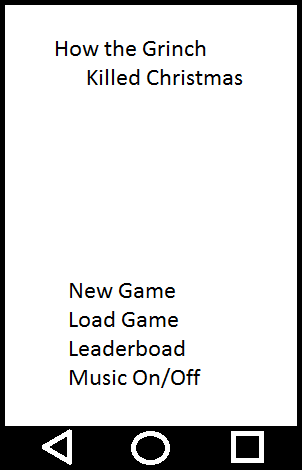 How the Grinch
Killed Christmas
New Game
Load Game
Leaderboad
Music On/Off